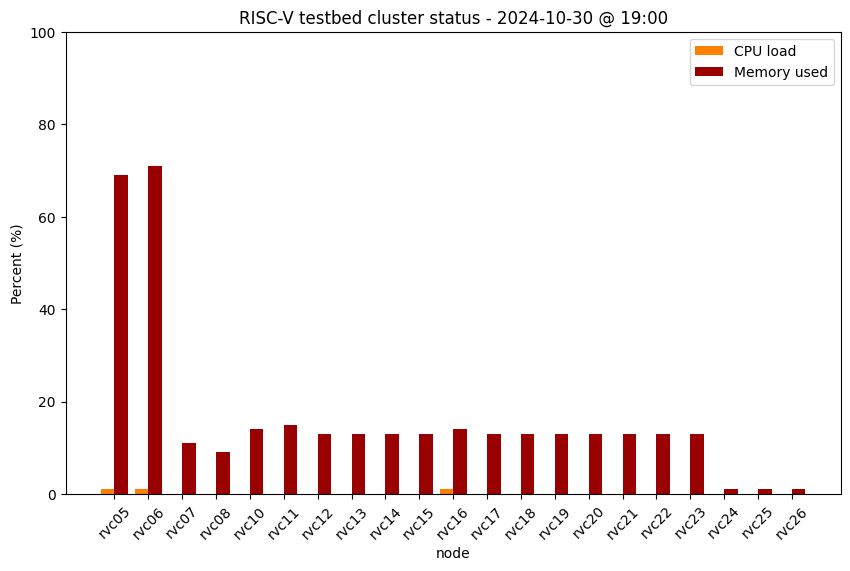 RISC-V testbed cluster status - 2024-10-30 @ 19:00
CPU load
Memory used
Percent (%)
100
80
60
40
20
0
rvc05 rvc06 rvc07 rvc08 rvc10 rvc11 rvc12 rvc13 rvc14 rvc15 rvc16 rvc17 rvc18 rvc19 rvc20 rvc21 rvc22 rvc23 rvc24 rvc25 rvc26
node